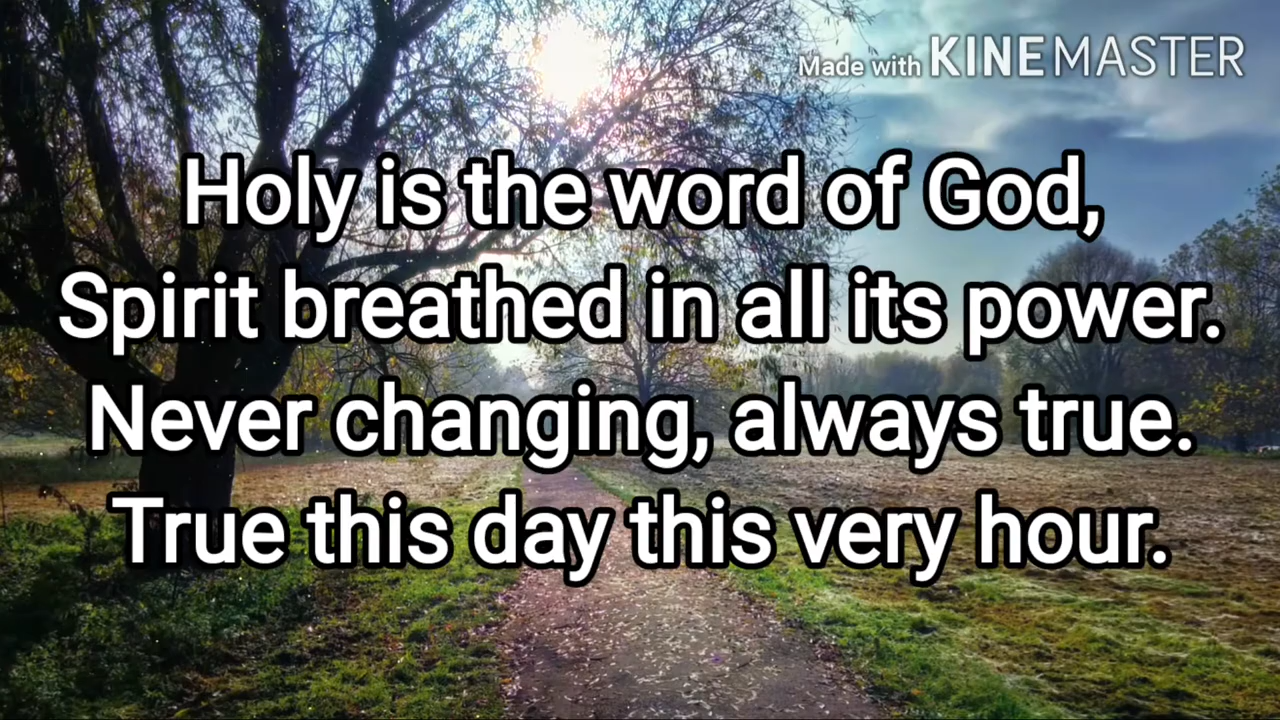 Made with KINEMASTER
Holy is the word of God,
Spirit breathed in all its power.
Never changing, always true.
True this day this very hour.